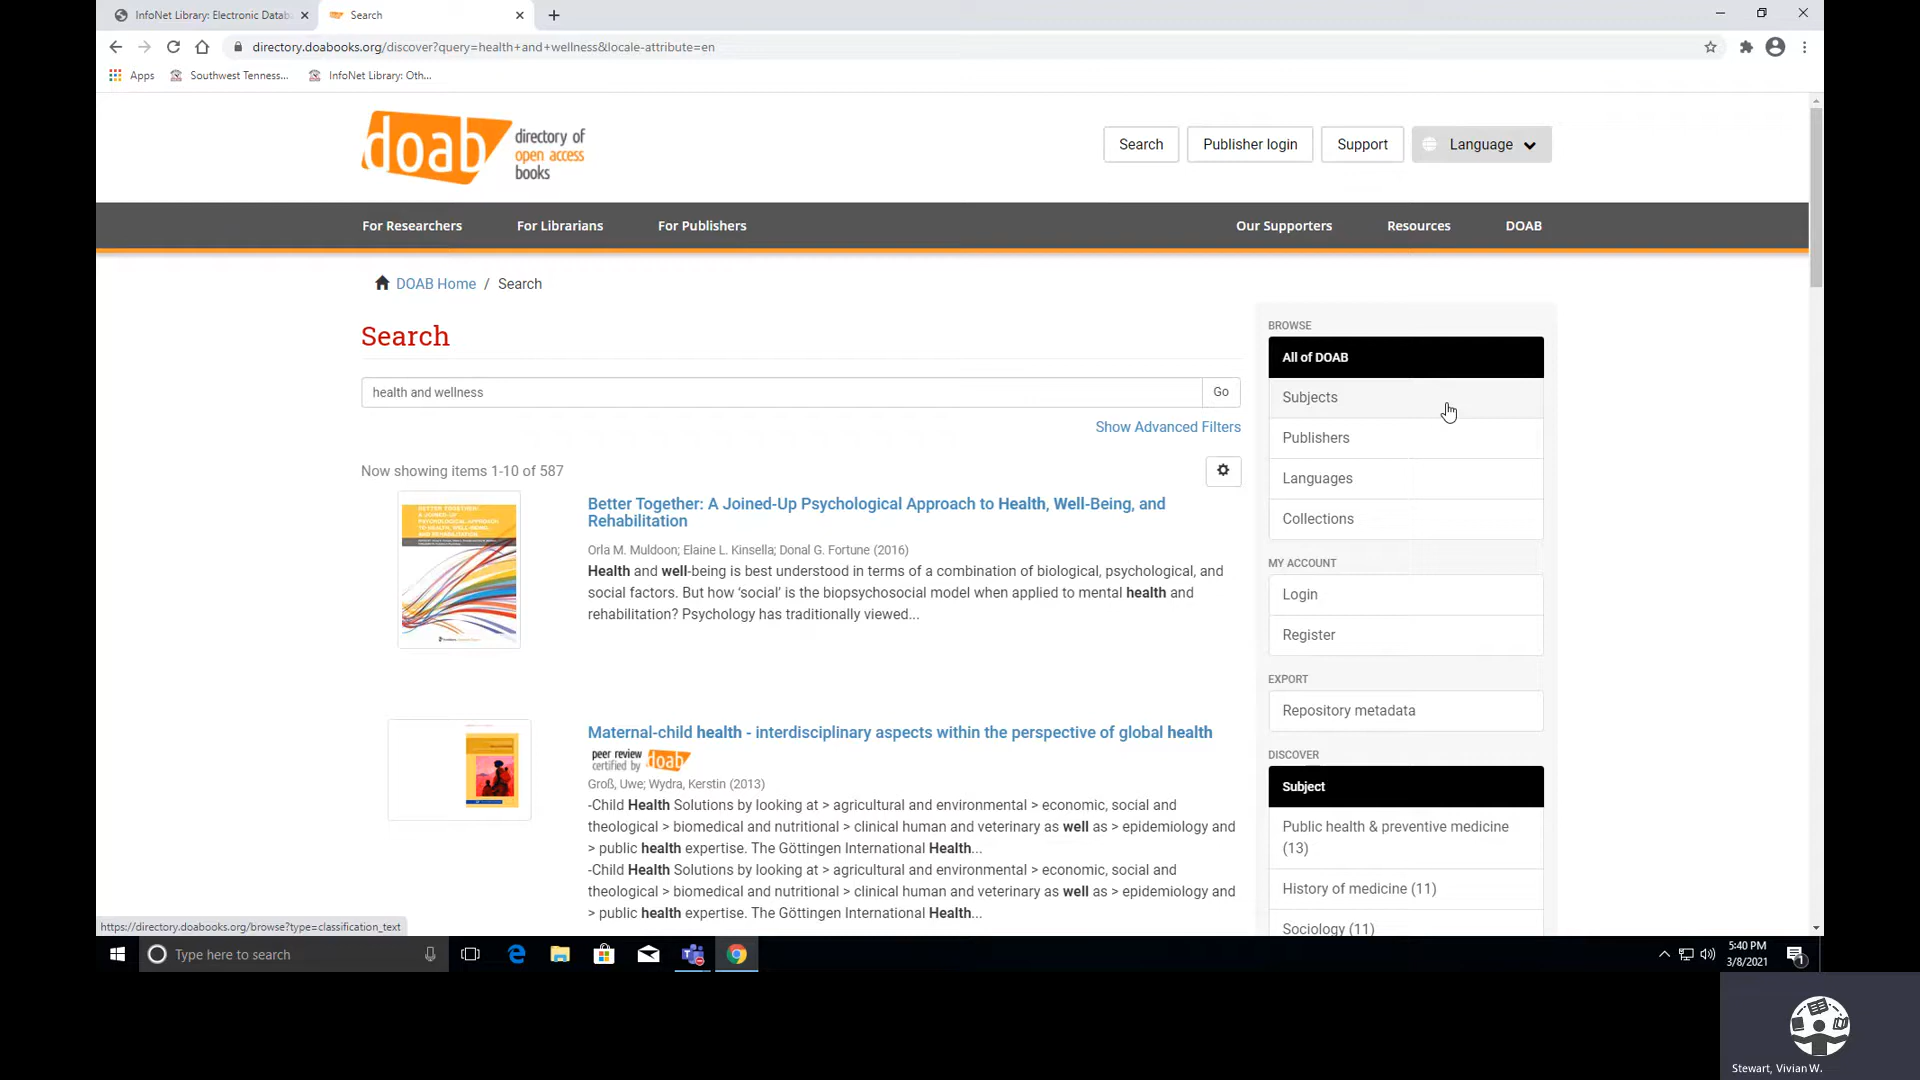 InfoNet Library: Electronic Datab
Search
directory.doabooks.org/discover?query=health+and+wellness&locale-attribute=en
Apps
Southwest Tenness...
InfoNet Library: Oth...
doab
directory of
open access
books
Search
Publisher login
Support
Language
For Researchers
For Librarians
For Publishers
Our Supporters
Resources
DOAB
DOAB Home / Search
Search
health and wellness
Go
Show Advanced Filters
Now showing items 1-10 of 587
BETTER TOGETHER:
A JOINED-UP
PSYCHOLOGICAL APPROACH
TO HEALTH, WELL-BEING,
AND REHABILITATION
Better Together: A Joined-Up Psychological Approach to Health, Well-Being, and
Rehabilitation
Orla M. Muldoon; Elaine L. Kinsella; Donal G. Fortune (2016)
Health and well-being is best understood in terms of a combination of biological, psychological, and
social factors. But how ‘social’ is the biopsychosocial model when applied to mental health and
rehabilitation? Psychology has traditionally viewed...
Maternal-child health - interdisciplinary aspects within the perspective of global health
peer review
certified by
doab
Groß, Uwe; Wydra, Kerstin (2013)
-Child Health Solutions by looking at > agricultural and environmental > economic, social and
theological > biomedical and nutritional > clinical human and veterinary as well as > epidemiology and
> public health expertise. The Göttingen International Health...
-Child Health Solutions by looking at > agricultural and environmental > economic, social and
theological > biomedical and nutritional > clinical human and veterinary as well as > epidemiology and
> public health expertise. The Göttingen International Health...
BROWSE
All of DOAB
Subjects
Publishers
Languages
Collections
MY ACCOUNT
Login
Register
EXPORT
Repository metadata
DISCOVER
Subject
Public health & preventive medicine
(13)
History of medicine (11)
Sociology (11)
https://directory.doabooks.org/browse?type=classification_text
Type here to search
5:40 PM
3/8/2021
1
Stewart, Vivian W.